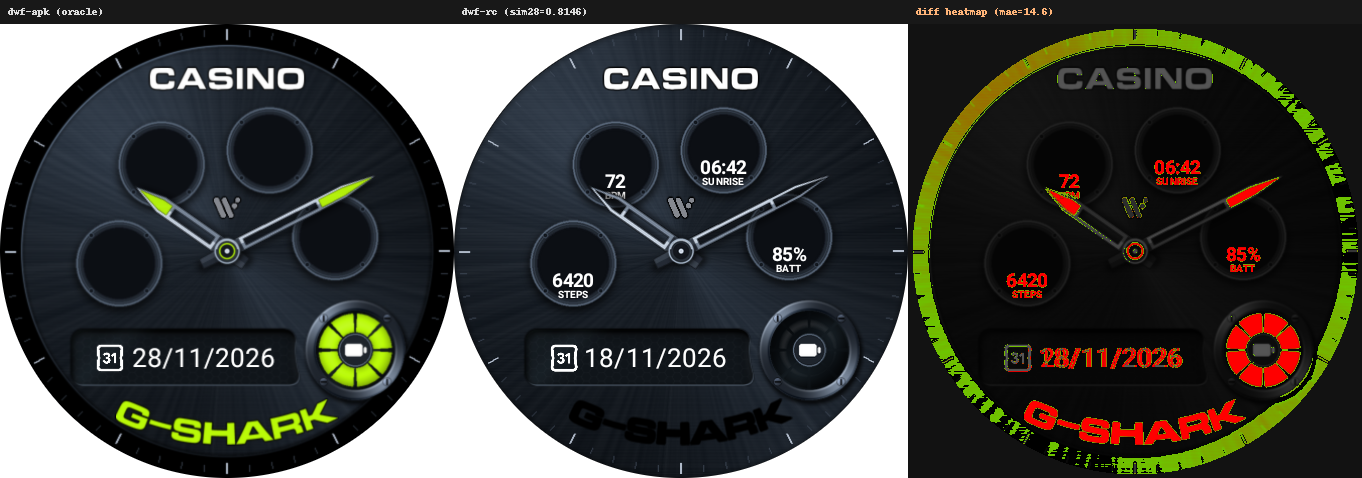 dwf-apk (oracle)
dwf-rc (sim28=0.8146)
diff heatmap (mae=14.6)
CASINO
31 28/11/2026
G-SHARK
CASINO
06:42
SUNRISE
72
BPM
85%
BATT
6420
STEPS
31 18/11/2026
G-SHARK
CASINO
06:42
SUNRISE
72
85%
BATT
6420
STEPS
31
/11/2026
G-SHARK